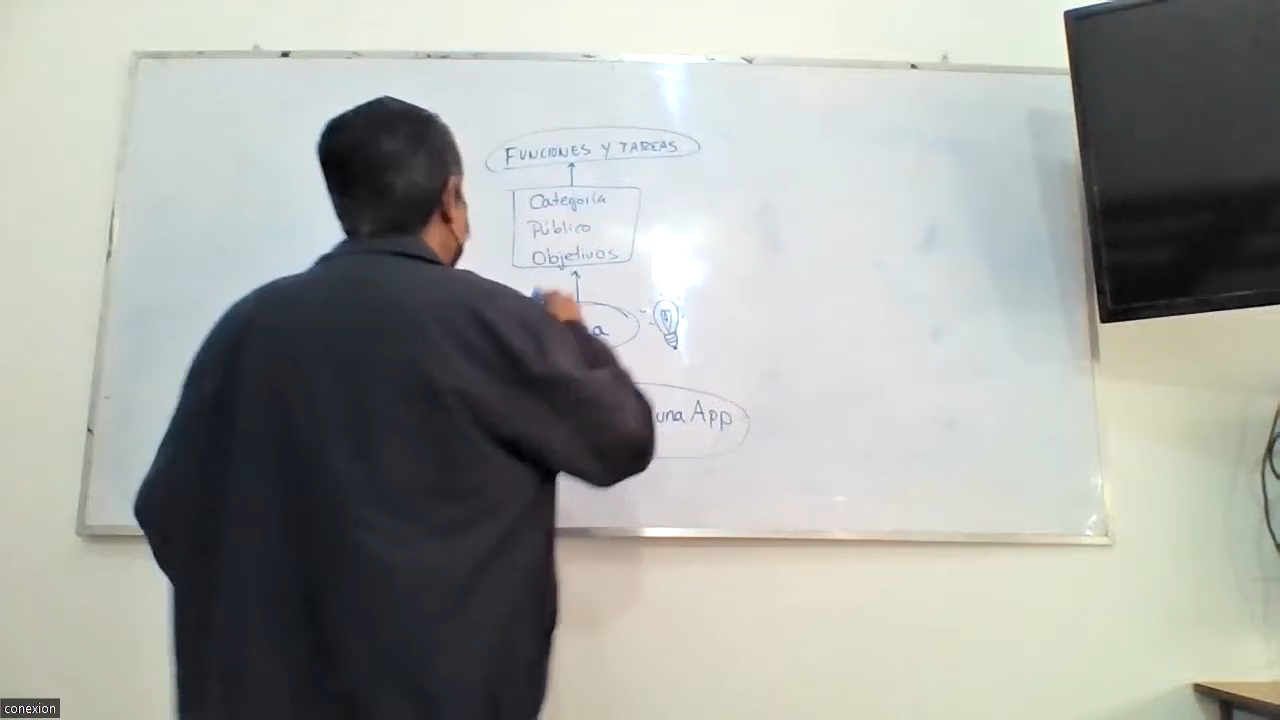 FUNCIONES Y TAREAS
Categoría
Público
Objetivos
una App
conexion